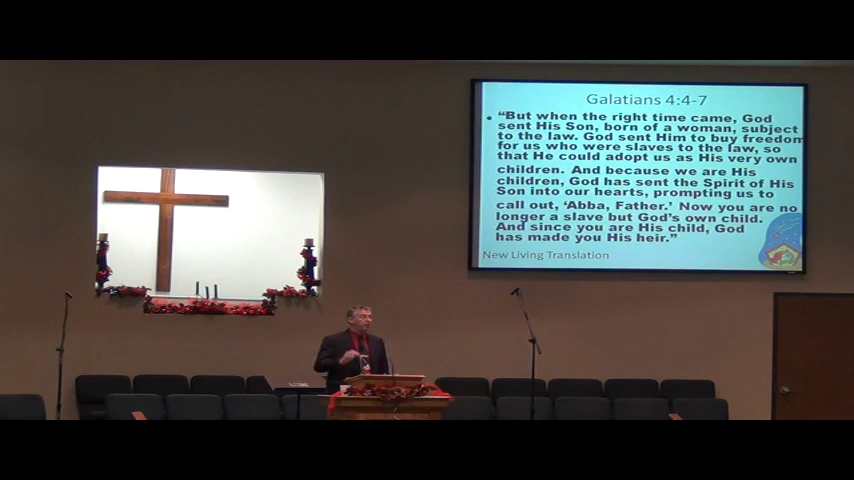 Galatians 4:4-7
• “But when the right time came, God
sent His Son, born of a woman, subject
to the law. God sent Him to buy freedom
for us who were slaves to the law, so
that He could adopt us as His very own
children. And because we are His
children, God has sent the Spirit of His
Son into our hearts, prompting us to
call out, ‘Abba, Father.’ Now you are no
longer a slave but God’s own child.
And since you are His child, God
has made you His heir.”
New Living Translation